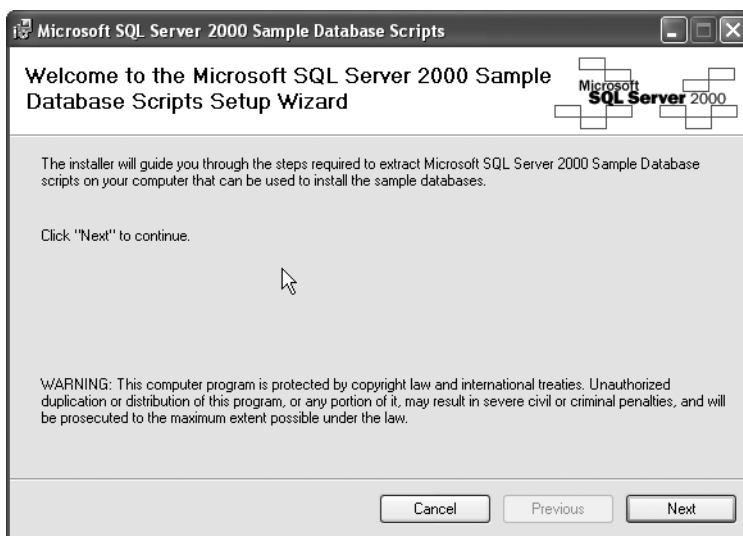 Microsoft SQL Server 2000 Sample Database Scripts
Welcome to the Microsoft SQL Server 2000 Sample
Database Scripts Setup Wizard
Microsoft
SQL Server 2000
The installer will guide you through the steps required to extract Microsoft SQL Server 2000 Sample Database
scripts on your computer that can be used to install the sample databases.
Click "Next" to continue.
WARNING: This computer program is protected by copyright law and international treaties. Unauthorized
duplication or distribution of this program, or any portion of it, may result in severe civil or criminal penalties, and will
be prosecuted to the maximum extent possible under the law.
Cancel
Previous
Next